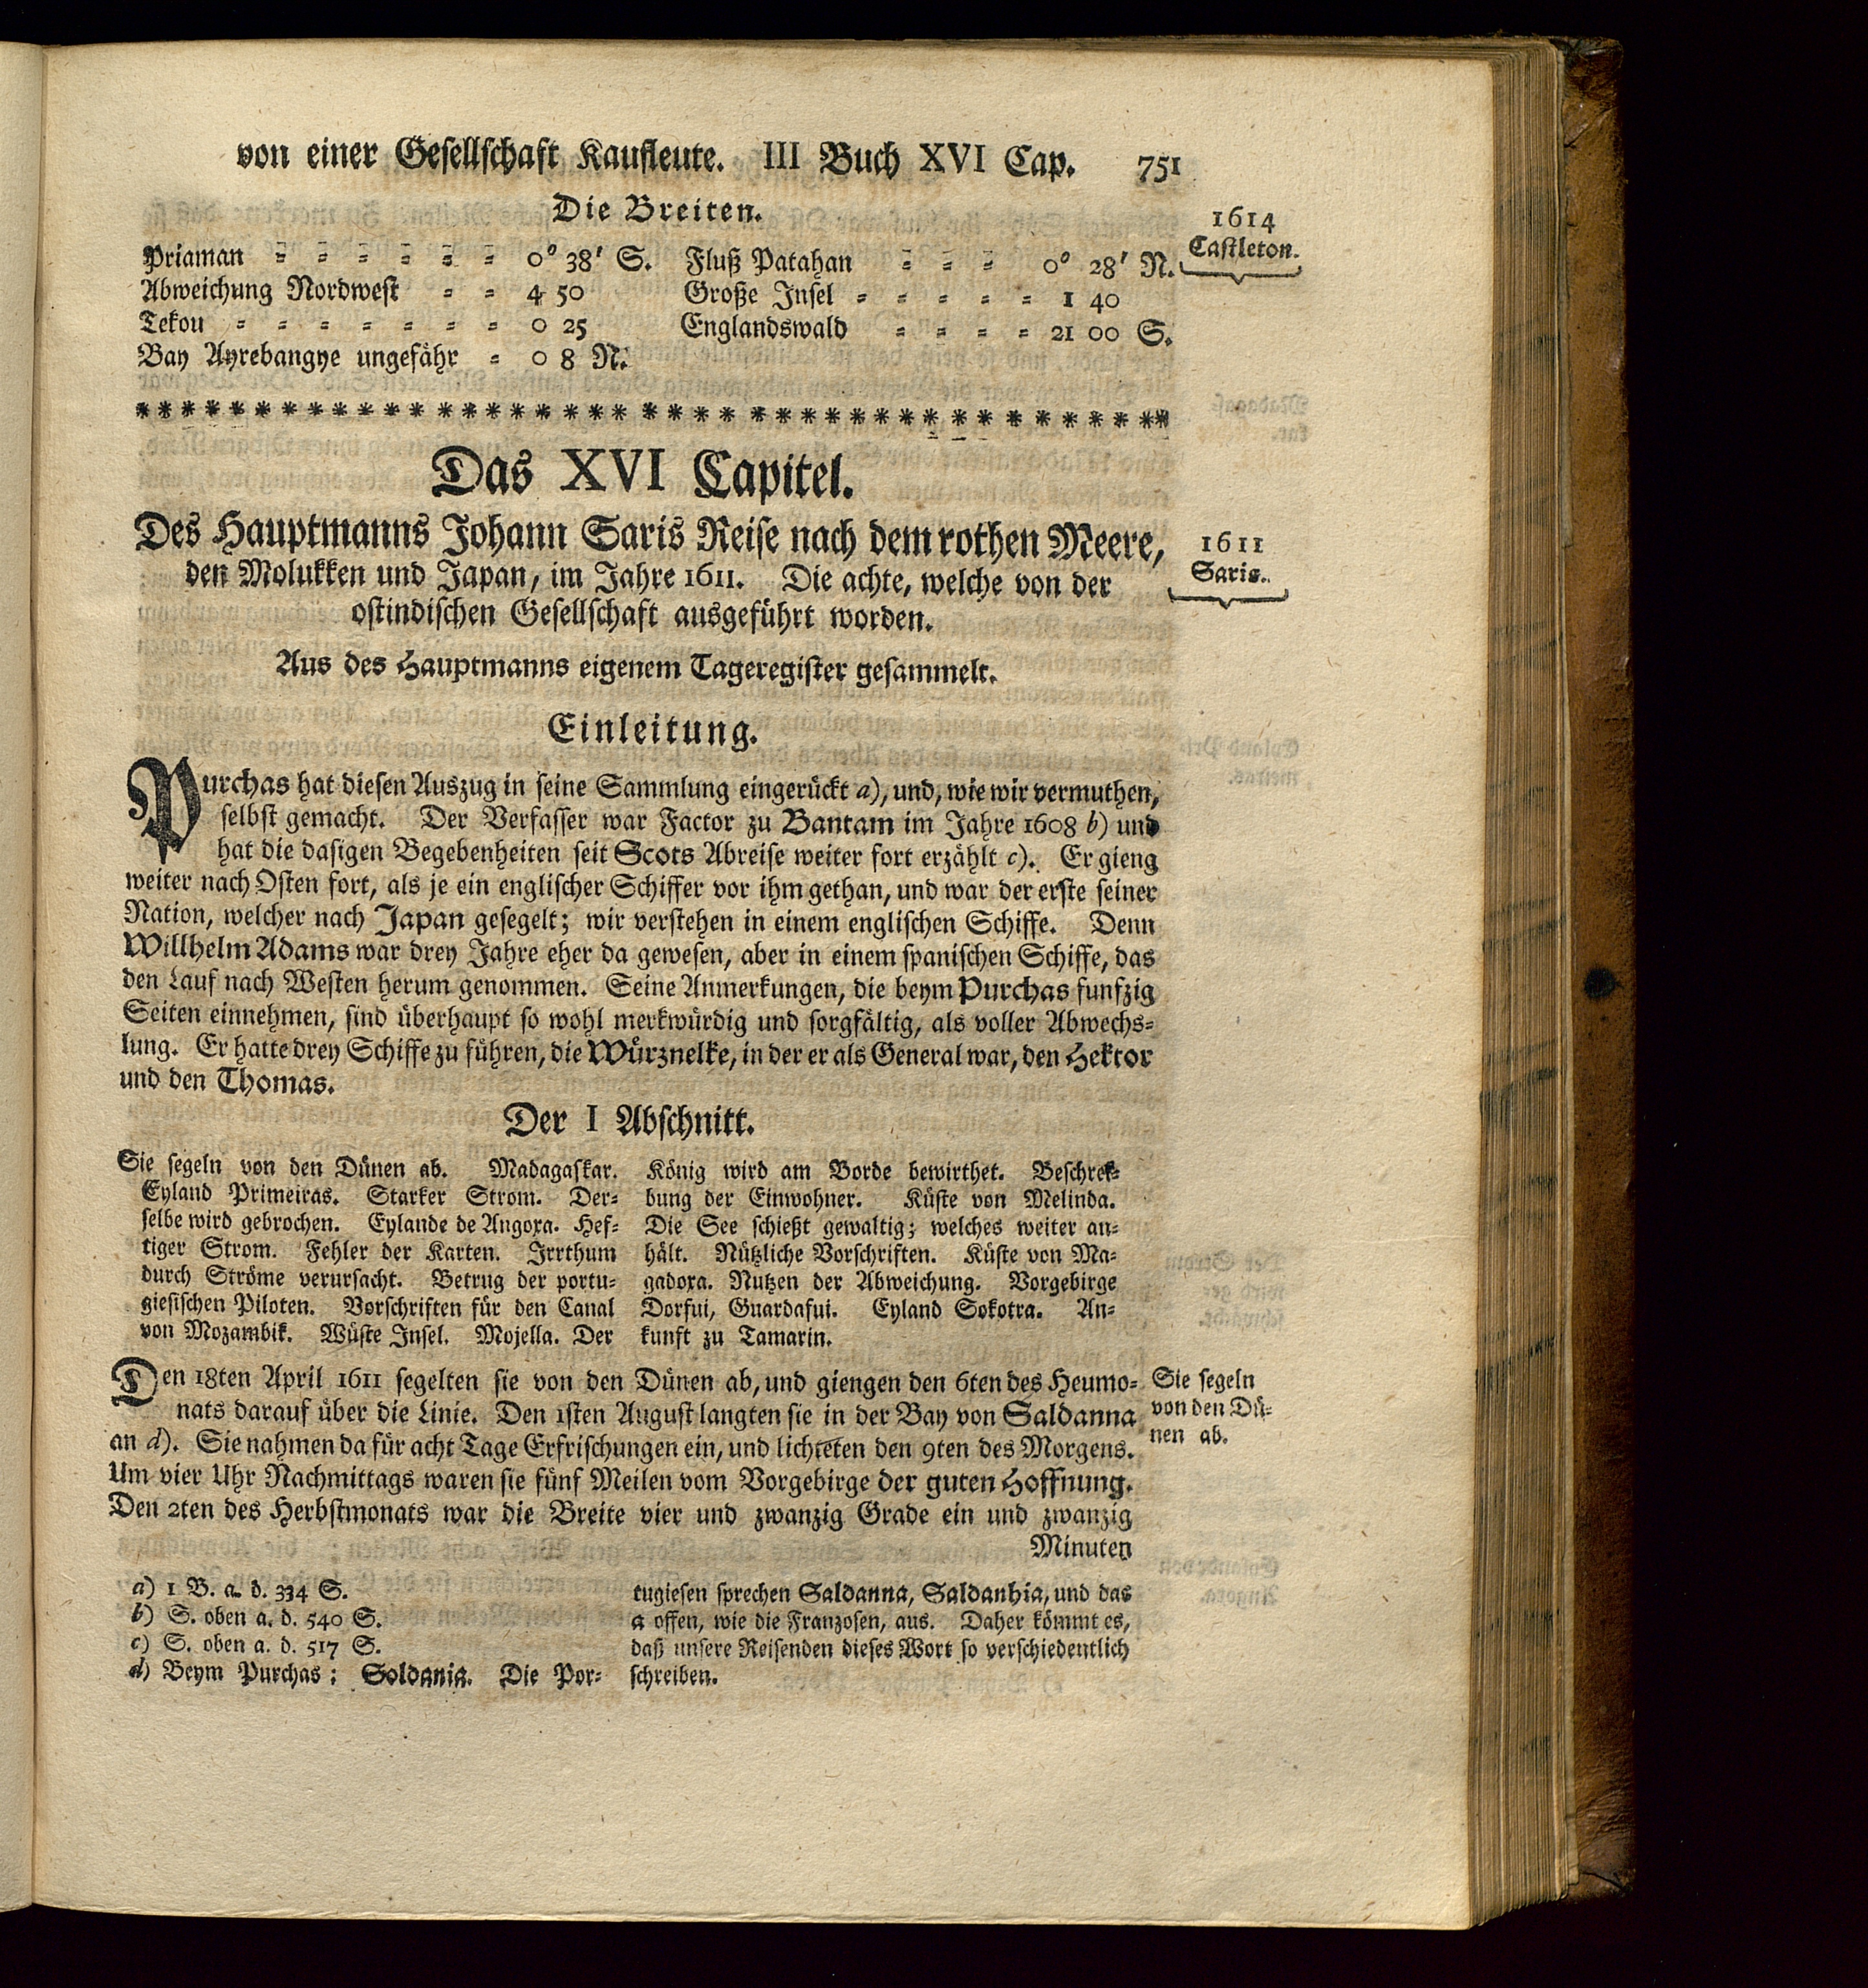 von einer Gesellschaft Kaufleute. III Buch XVI Cap. 751
Die Breiten.
1614
Castleton.
Priaman = = = = = = 0° 38′ S.
Abweichung Nordwest = = 4 50
Tekou = = = = = = = 0 25
Bay Ayrebangye ungefähr = 0 8 N.
Fluß Patahan = = = 0° 28′ N.
Große Insel = = = = = 1 40
Englandswald = = = = 21 00 S.
Das XVI Capitel.
Des Hauptmanns Johann Saris Reise nach dem rothen Meere,
den Molukken und Japan, im Jahre 1611. Die achte, welche von der
ostindischen Gesellschaft ausgeführt worden.
1611
Saris.
Aus des Hauptmanns eigenem Tageregister gesammelt.
Einleitung.
Purchas hat diesen Auszug in seine Sammlung eingerückt a), und, wie wir vermuthen,
selbst gemacht. Der Verfasser war Factor zu Bantam im Jahre 1608 b) und
hat die dasigen Begebenheiten seit Scots Abreise weiter fort erzählt c). Er gieng
weiter nach Osten fort, als je ein englischer Schiffer vor ihm gethan, und war der erste seiner
Nation, welcher nach Japan gesegelt; wir verstehen in einem englischen Schiffe. Denn
Willhelm Adams war drey Jahre eher da gewesen, aber in einem spanischen Schiffe, das
den Lauf nach Westen herum genommen. Seine Anmerkungen, die beym Purchas funfzig
Seiten einnehmen, sind überhaupt so wohl merkwürdig und sorgfältig, als voller Abwechs=
lung. Er hatte drey Schiffe zu führen, die Würznelke, in der er als General war, den Hektor
und den Thomas.
Der I Abschnitt.
Sie segeln von den Dünen ab. Madagaskar.
Eyland Primeiras. Starker Strom. Der=
selbe wird gebrochen. Eylande de Angoxa. Hef=
tiger Strom. Fehler der Karten. Irrthum
durch Ströme verursacht. Betrug der portu=
giesischen Piloten. Vorschriften für den Canal
von Mozambik. Wüste Insel. Mojella. Der
König wird am Borde bewirthet. Beschrei=
bung der Einwohner. Küste von Melinda.
Die See schießt gewaltig; welches weiter an=
hält. Nützliche Vorschriften. Küste von Ma=
gadoxa. Nutzen der Abweichung. Vorgebirge
Dorfui, Guardafui. Eyland Sokotra. An=
kunft zu Tamarin.
Den 18ten April 1611 segelten sie von den Dünen ab, und giengen den 6ten des Heumo=
nats darauf über die Linie. Den 1sten August langten sie in der Bay von Saldanna
an d). Sie nahmen da für acht Tage Erfrischungen ein, und lichteten den 9ten des Morgens.
Um vier Uhr Nachmittags waren sie fünf Meilen vom Vorgebirge der guten Hoffnung.
Den 2ten des Herbstmonats war die Breite vier und zwanzig Grade ein und zwanzig
Minuten
Sie segeln
von den Dü=
nen ab.
a) 1 B. a. d. 334 S.
b) S. oben a. d. 540 S.
c) S. oben a. d. 517 S.
d) Beym Purchas: Soldania. Die Por=
tugiesen sprechen Saldanna, Saldanhia, und das
a offen, wie die Franzosen, aus. Daher kömmt es,
daß unsere Reisenden dieses Wort so verschiedentlich
schreiben.